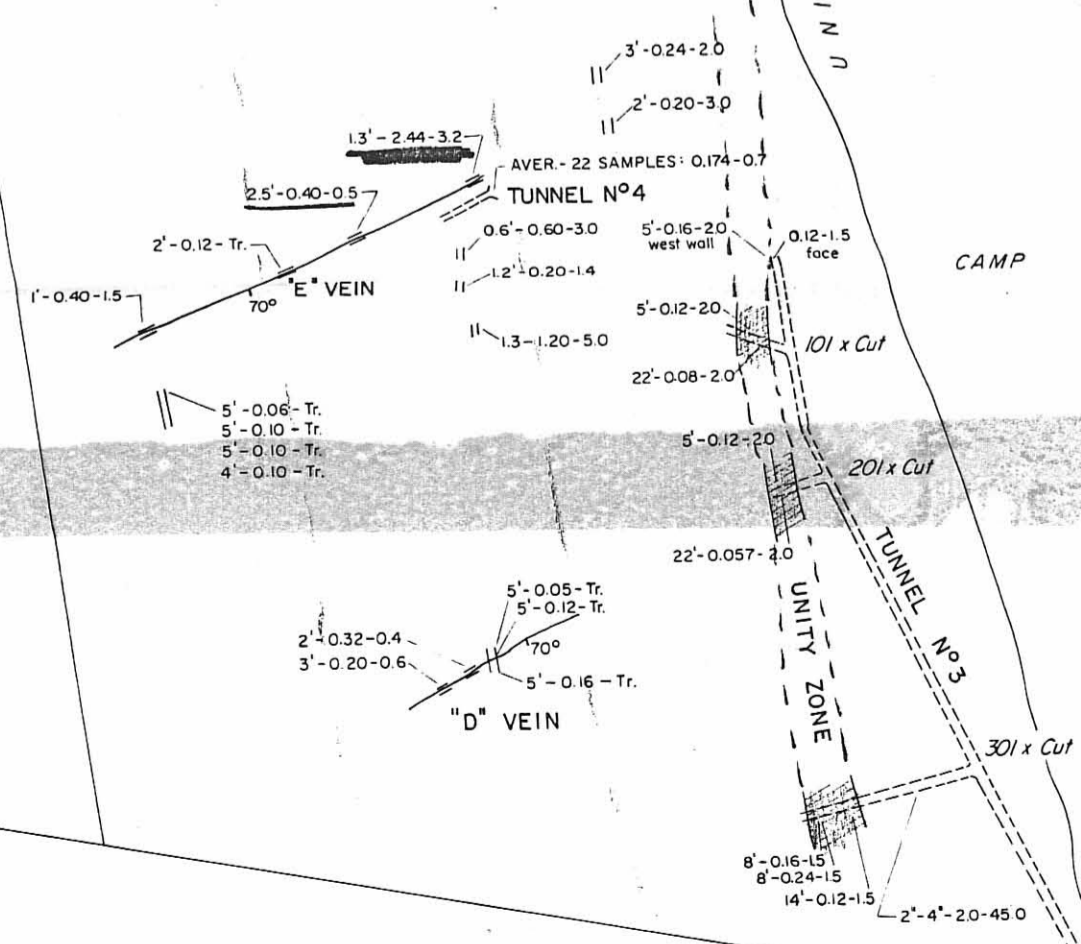 U N I
3'-0.24-2.0
2'-0.20-3.0
1.3'-2.44-3.2
AVER.-22 SAMPLES: 0.174-0.7
TUNNEL Nº4
2.5'-0.40-0.5
2'-0.12-Tr.
0.6'-0.60-3.0
5'-0.16-2.0
west wall
0.12-1.5
face
CAMP
1.2'-0.20-1.4
"E" VEIN
70°
1'-0.40-1.5
5'-0.12-2.0
1.3-1.20-5.0
101 x Cut
22'-0.08-2.0
5'-0.06-Tr.
5'-0.10-Tr.
5'-0.10-Tr.
4'-0.10-Tr.
5'-0.12-2.0
201 x Cut
22'-0.057-2.0
TUNNEL Nº3
UNITY ZONE
5'-0.05-Tr.
5'-0.12-Tr.
2'-0.32-0.4
3'-0.20-0.6
70°
5'-0.16-Tr.
"D" VEIN
301 x Cut
8'-0.16-1.5
8'-0.24-1.5
14'-0.12-1.5
2"-4"-2.0-45.0